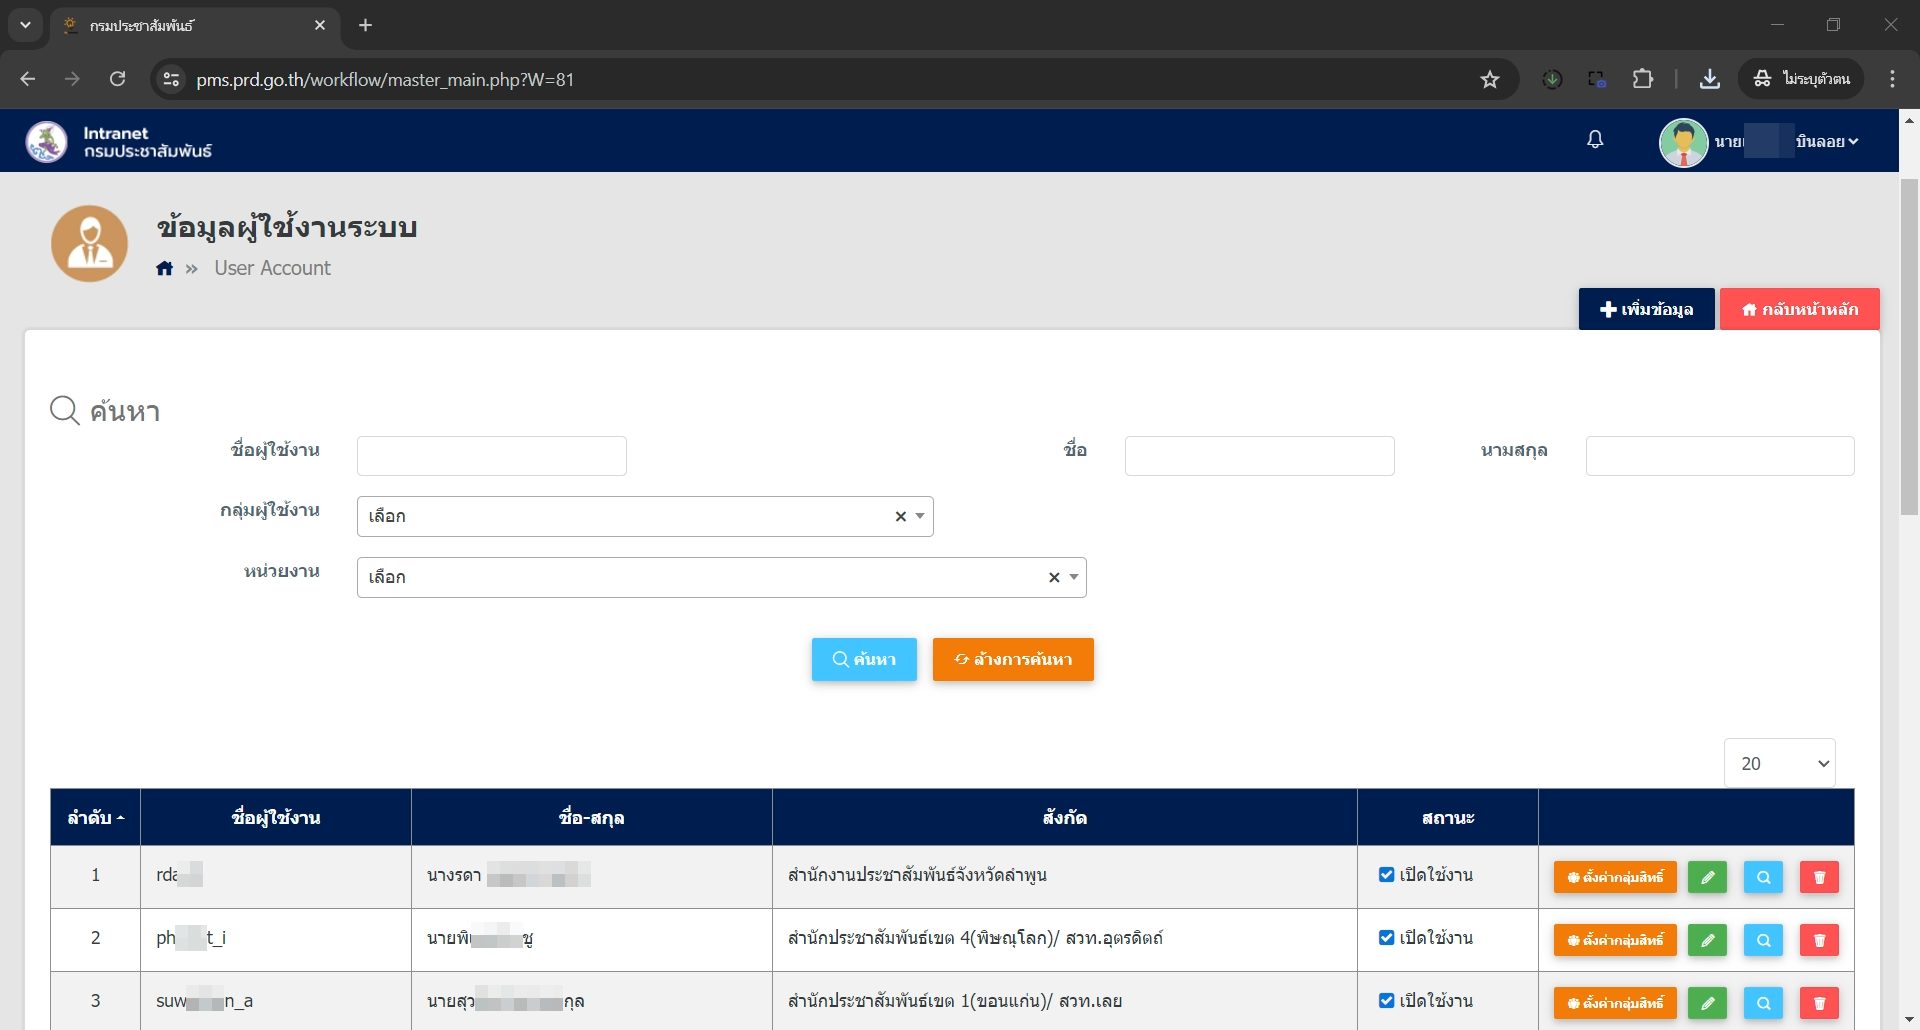 กรมประชาสัมพันธ์
pms.prd.go.th/workflow/master_main.php?W=81
ไม่ระบุตัวตน
Intranet
กรมประชาสัมพันธ์
บินลอย
ข้อมูลผู้ใช้งานระบบ
» User Account
เพิ่มข้อมูล
กลับหน้าหลัก
ค้นหา
ชื่อผู้ใช้งาน
ชื่อ
นามสกุล
กลุ่มผู้ใช้งาน
เลือก
หน่วยงาน
เลือก
ค้นหา
ล้างการค้นหา
20
ลำดับ ชื่อผู้ใช้งาน ชื่อ-สกุล สังกัด สถานะ
1 นางรดา สำนักงานประชาสัมพันธ์จังหวัดลำพูน เปิดใช้งาน ตั้งค่ากลุ่มสิทธิ์
2 ph t_i สำนักประชาสัมพันธ์เขต 4(พิษณุโลก)/ สวท.อุตรดิตถ์ เปิดใช้งาน ตั้งค่ากลุ่มสิทธิ์
3 suw n_a นายสุว กุล สำนักประชาสัมพันธ์เขต 1(ขอนแก่น)/ สวท.เลย เปิดใช้งาน ตั้งค่ากลุ่มสิทธิ์